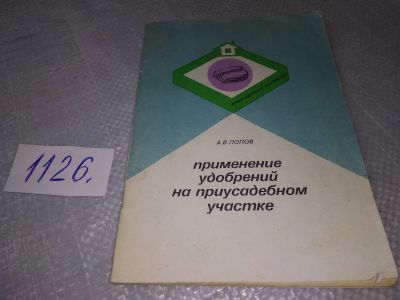 1126.
А.В ПОПОВ
применение
удобрений
на приусадебном
участке